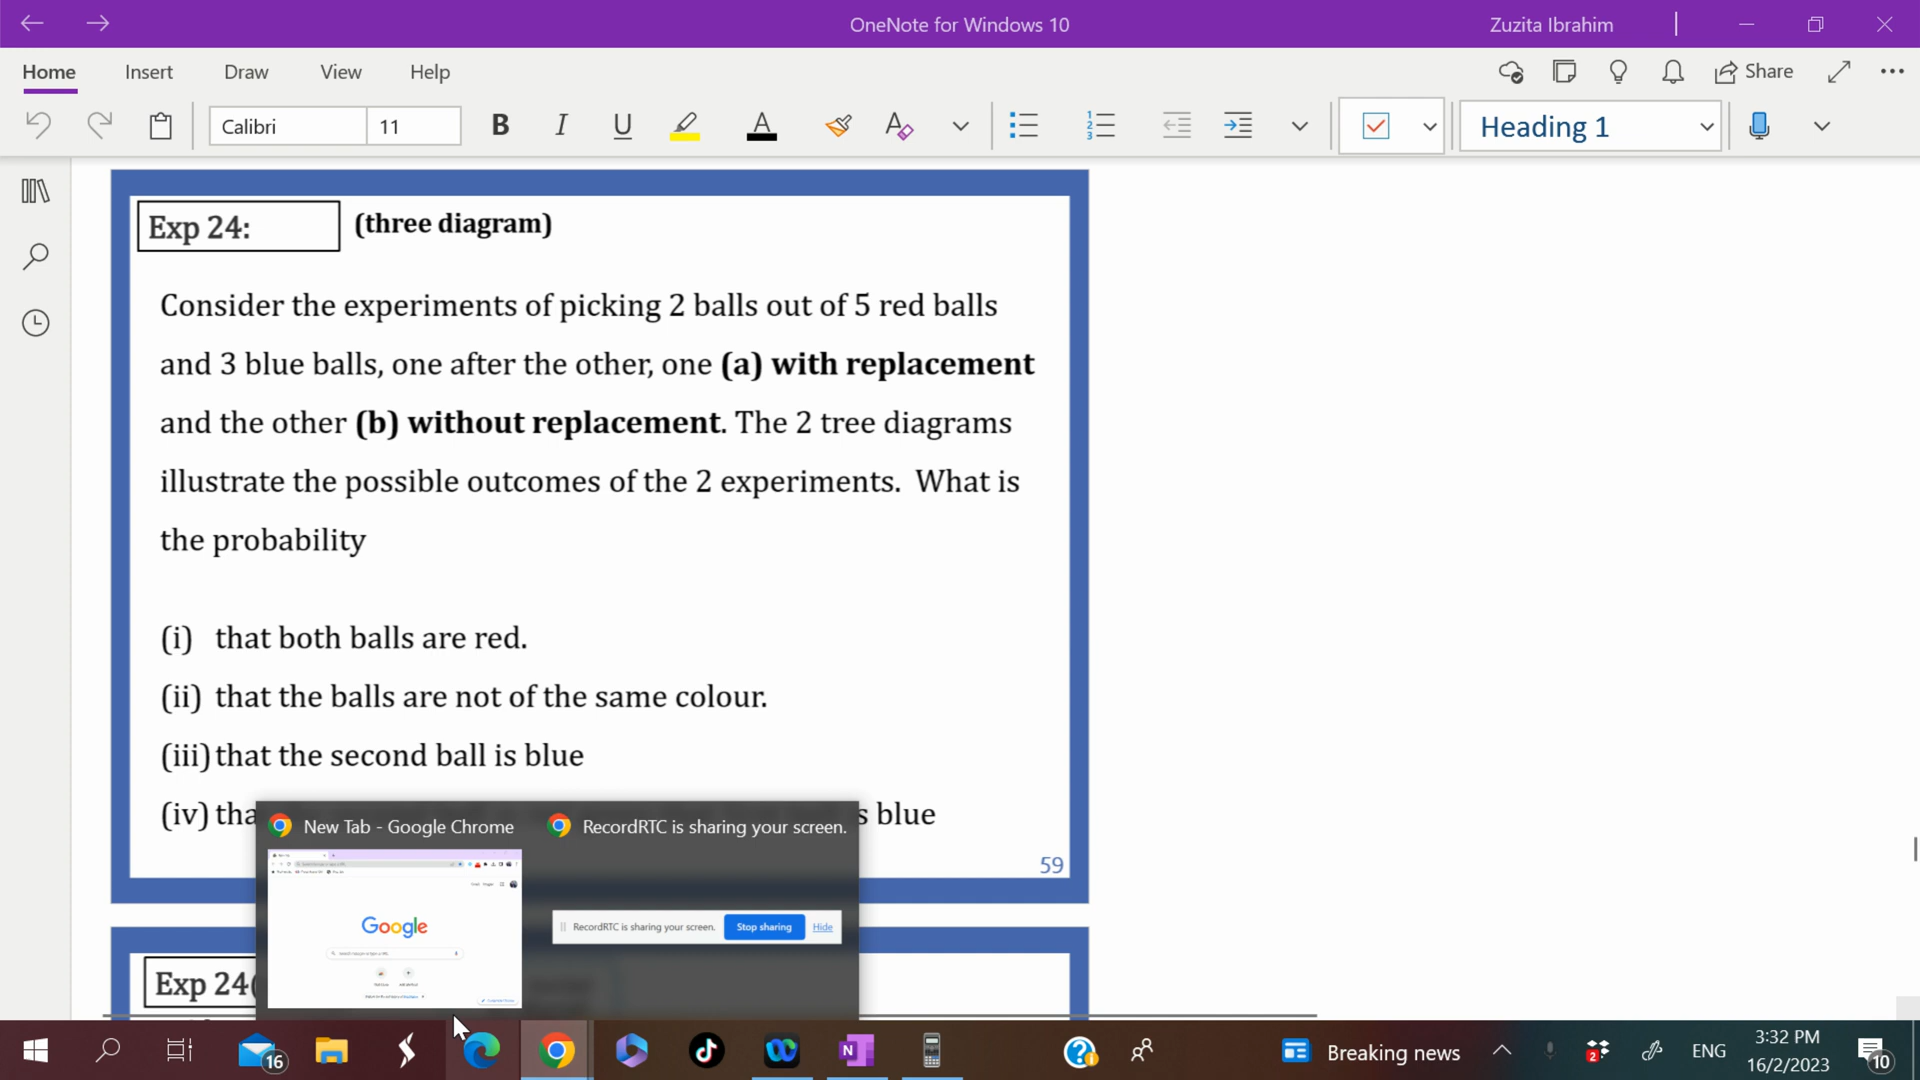 OneNote for Windows 10
Zuzita Ibrahim
Home Insert Draw View Help
Share
Calibri 11 B I U A
Heading 1
Exp 24: (three diagram)
Consider the experiments of picking 2 balls out of 5 red balls
and 3 blue balls, one after the other, one (a) with replacement
and the other (b) without replacement. The 2 tree diagrams
illustrate the possible outcomes of the 2 experiments. What is
the probability
(i) that both balls are red.
(ii) that the balls are not of the same colour.
(iii) that the second ball is blue
(iv) tha s blue
59
New Tab - Google Chrome
RecordRTC is sharing your screen.
Google
RecordRTC is sharing your screen. Stop sharing Hide
Exp 24(
16
N
Breaking news
2
ENG
3:32 PM
16/2/2023
10